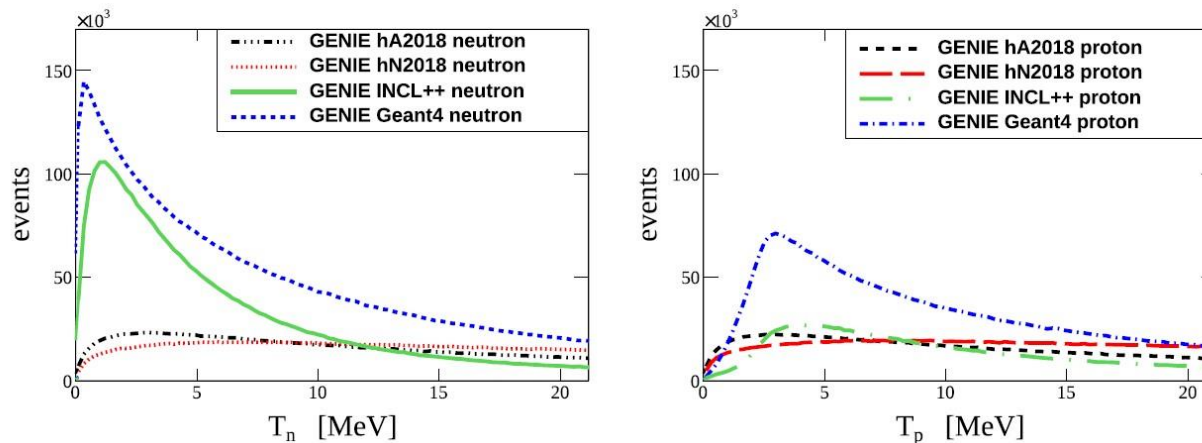 ×10³
150
100
50
0
events
GENIE hA2018 neutron
GENIE hN2018 neutron
GENIE INCL++ neutron
GENIE Geant4 neutron
0 5 10 15 20
Tₙ [MeV]
×10³
150
100
50
0
events
GENIE hA2018 proton
GENIE hN2018 proton
GENIE INCL++ proton
GENIE Geant4 proton
0 5 10 15 20
Tₚ [MeV]